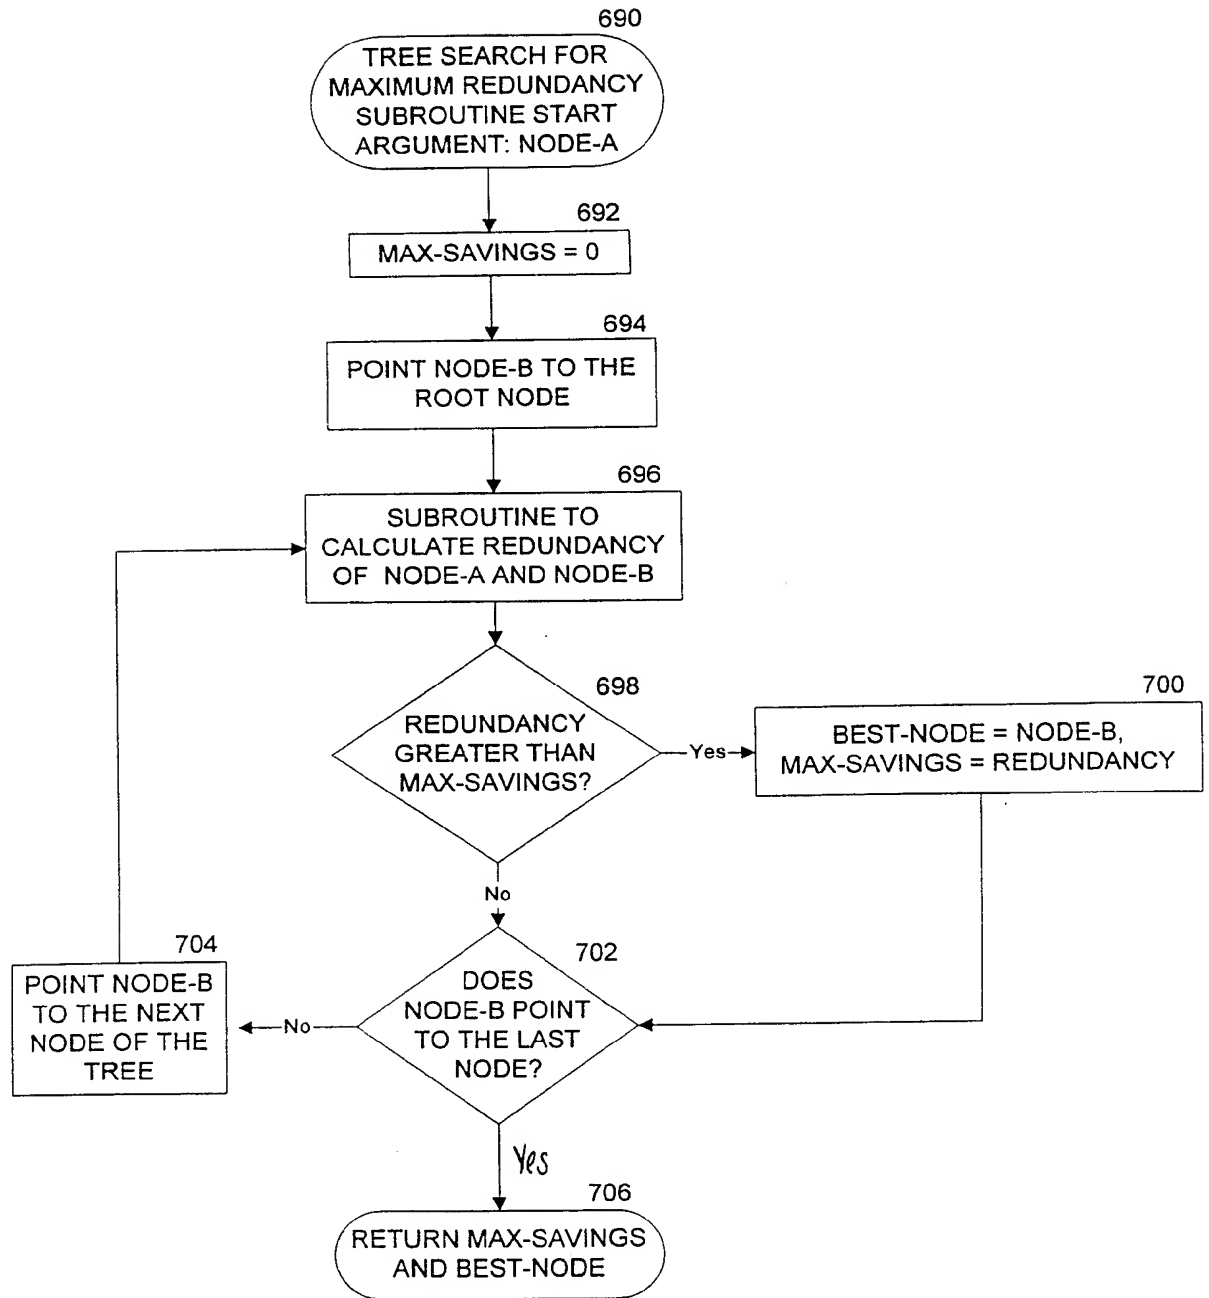 690
TREE SEARCH FOR
MAXIMUM REDUNDANCY
SUBROUTINE START
ARGUMENT: NODE-A
692
MAX-SAVINGS = 0
694
POINT NODE-B TO THE
ROOT NODE
696
SUBROUTINE TO
CALCULATE REDUNDANCY
OF NODE-A AND NODE-B
698
REDUNDANCY
GREATER THAN
MAX-SAVINGS?
Yes
700
BEST-NODE = NODE-B,
MAX-SAVINGS = REDUNDANCY
No
702
DOES
NODE-B POINT
TO THE LAST
NODE?
No
704
POINT NODE-B
TO THE NEXT
NODE OF THE
TREE
Yes
706
RETURN MAX-SAVINGS
AND BEST-NODE